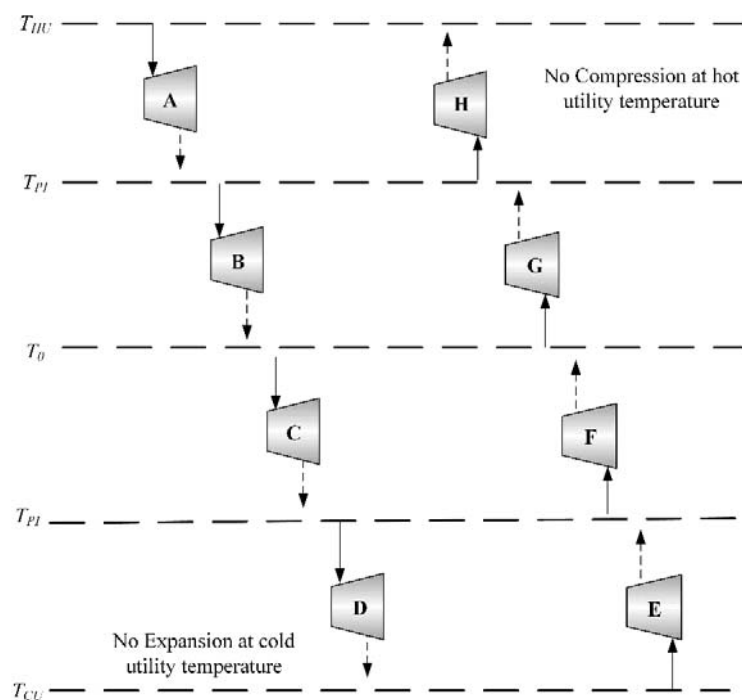 T_HU
A
H
No Compression at hot
utility temperature
T_PI
B
G
T_0
C
F
T_PI
D
E
No Expansion at cold
utility temperature
T_CU